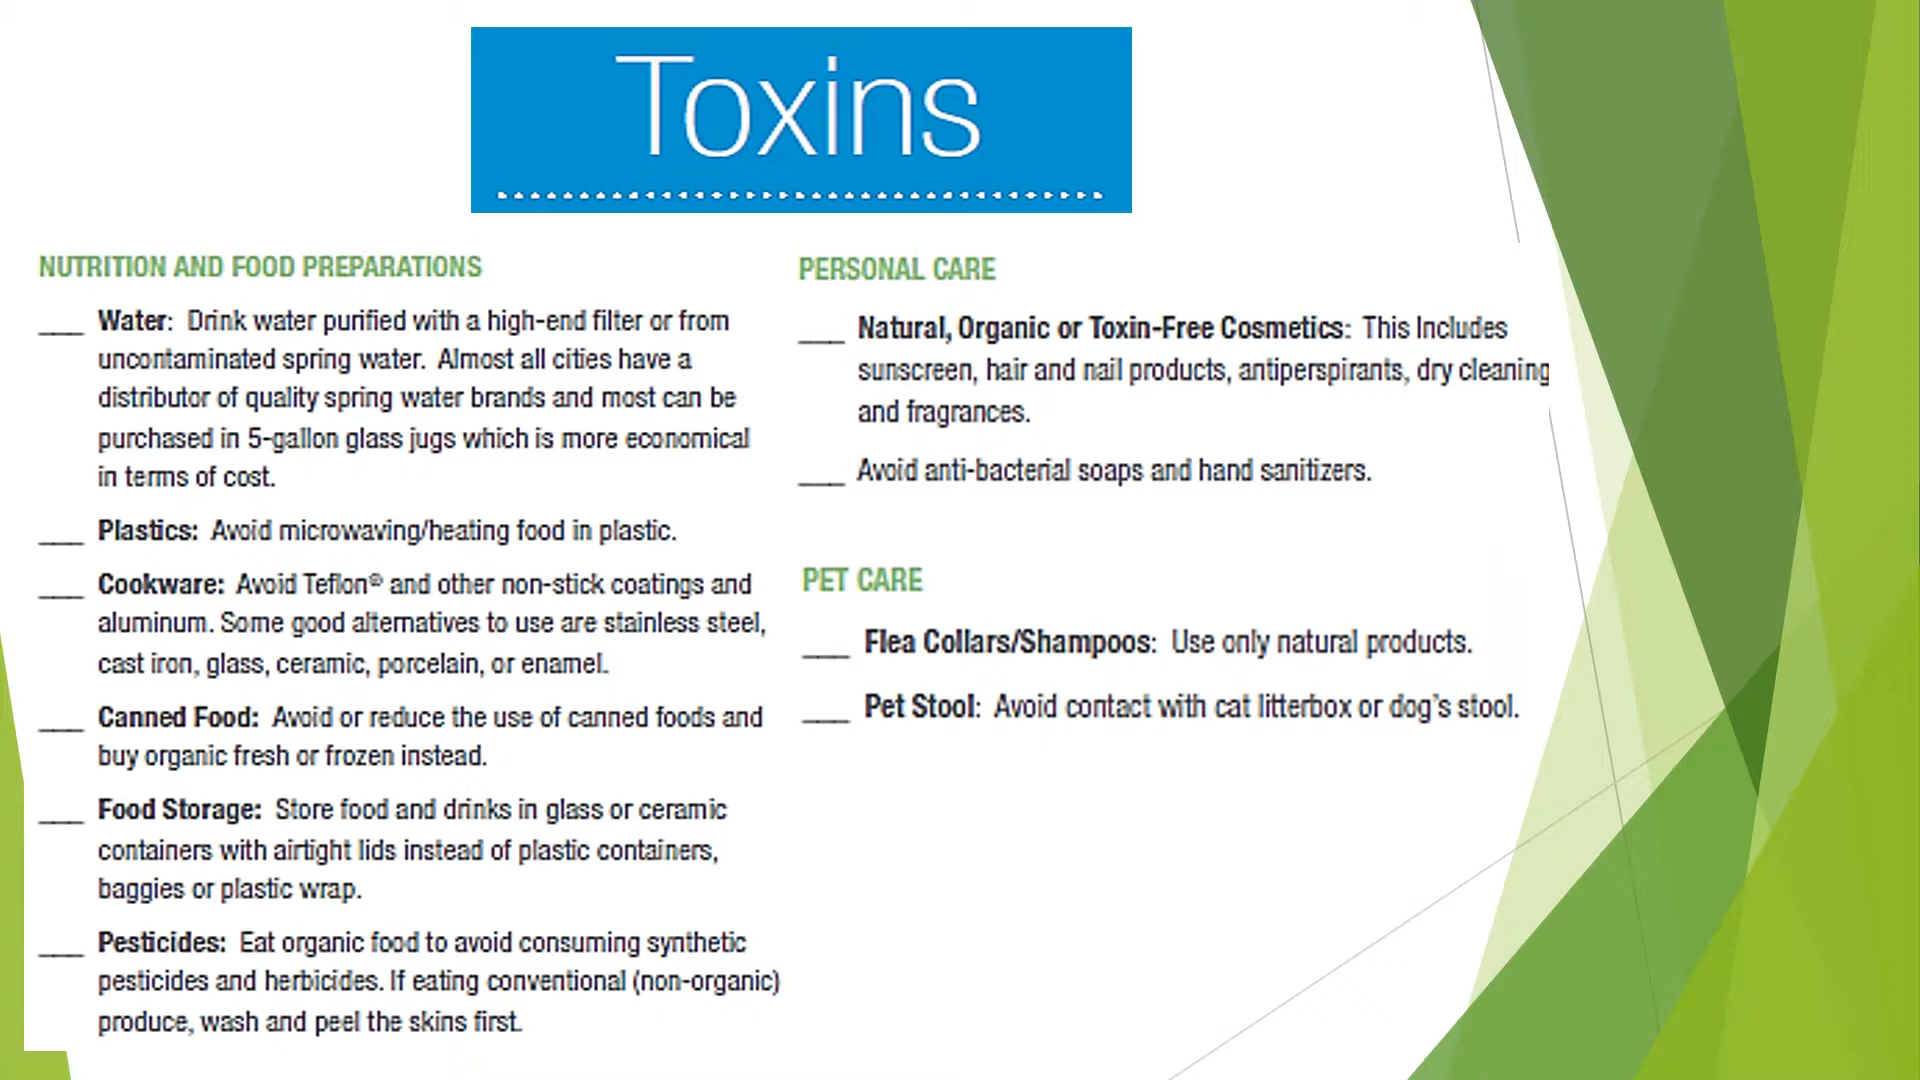 Toxins
NUTRITION AND FOOD PREPARATIONS
___ Water: Drink water purified with a high-end filter or from
uncontaminated spring water. Almost all cities have a
distributor of quality spring water brands and most can be
purchased in 5-gallon glass jugs which is more economical
in terms of cost.
___ Plastics: Avoid microwaving/heating food in plastic.
___ Cookware: Avoid Teflon® and other non-stick coatings and
aluminum. Some good alternatives to use are stainless steel,
cast iron, glass, ceramic, porcelain, or enamel.
___ Canned Food: Avoid or reduce the use of canned foods and
buy organic fresh or frozen instead.
___ Food Storage: Store food and drinks in glass or ceramic
containers with airtight lids instead of plastic containers,
baggies or plastic wrap.
___ Pesticides: Eat organic food to avoid consuming synthetic
pesticides and herbicides. If eating conventional (non-organic)
produce, wash and peel the skins first.
PERSONAL CARE
___ Natural, Organic or Toxin-Free Cosmetics: This Includes
sunscreen, hair and nail products, antiperspirants, dry cleaning
and fragrances.
___ Avoid anti-bacterial soaps and hand sanitizers.
PET CARE
___ Flea Collars/Shampoos: Use only natural products.
___ Pet Stool: Avoid contact with cat litterbox or dog's stool.